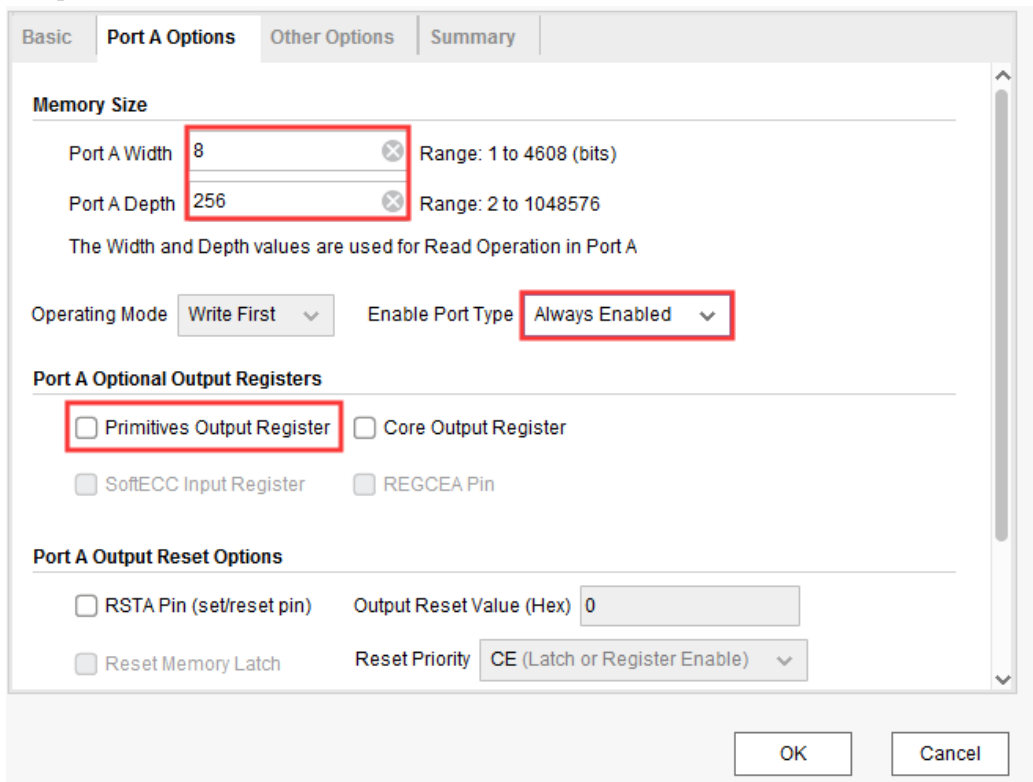 Basic Port A Options Other Options Summary
Memory Size
Port A Width 8 Range: 1 to 4608 (bits)
Port A Depth 256 Range: 2 to 1048576
The Width and Depth values are used for Read Operation in Port A
Operating Mode Write First Enable Port Type Always Enabled
Port A Optional Output Registers
Primitives Output Register Core Output Register
SoftECC Input Register REGCEA Pin
Port A Output Reset Options
RSTA Pin (set/reset pin) Output Reset Value (Hex) 0
Reset Memory Latch Reset Priority CE (Latch or Register Enable)
OK Cancel